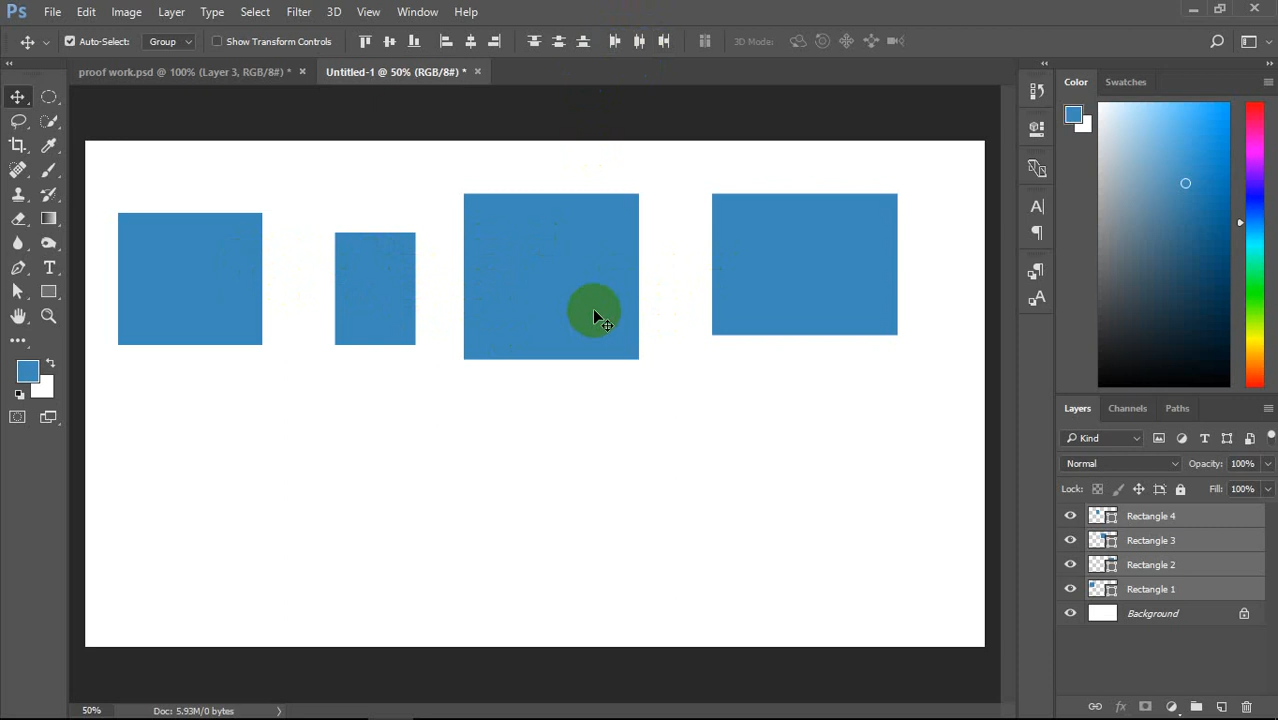 Ps File Edit Image Layer Type Select Filter 3D View Window Help
Auto-Select: Group Show Transform Controls 3D Mode:
proof work.psd @ 100% (Layer 3, RGB/8#) * × Untitled-1 @ 50% (RGB/8#) * ×
Color Swatches
Layers Channels Paths
Kind
Normal Opacity: 100%
Lock: Fill: 100%
Rectangle 4
Rectangle 3
Rectangle 2
Rectangle 1
Background
50% Doc: 5.93M/0 bytes